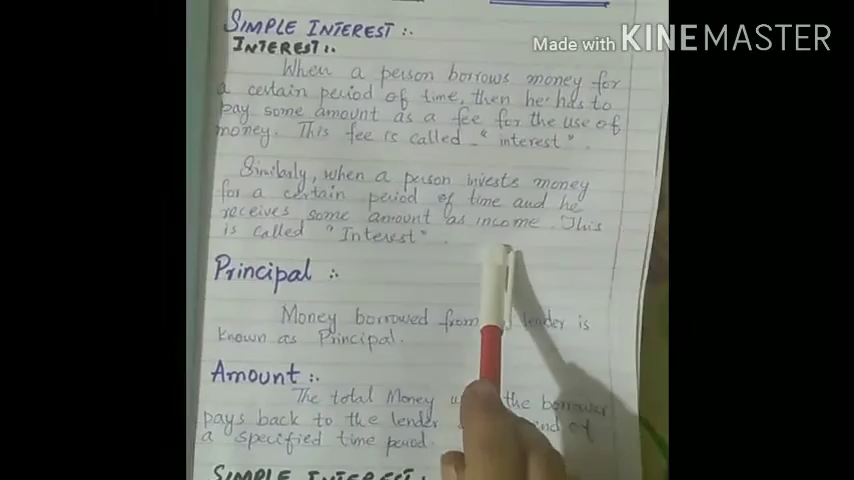 SIMPLE INTEREST :.
INTEREST :.
Made with KINEMASTER
When a person borrows money for
a certain period of time, then he has to
pay some amount as a fee for the use of
money. This fee is called "interest".
Similarly, when a person invests money
for a certain period of time and he
receives some amount as income. This
is called "Interest".
Principal :.
Money borrowed from lender is
known as Principal.
Amount :.
The total Money the borrower
pays back to the lender of
a specified time period.
SIMPLE INTEREST :.